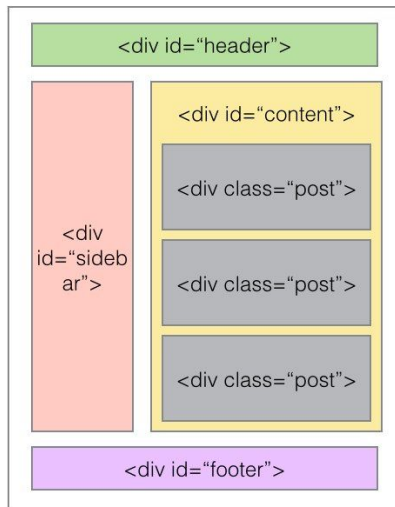 <div id=“header”>
<div
id=“sideb
ar”>
<div id=“content”>
<div class=“post”>
<div class=“post”>
<div class=“post”>
<div id=“footer”>